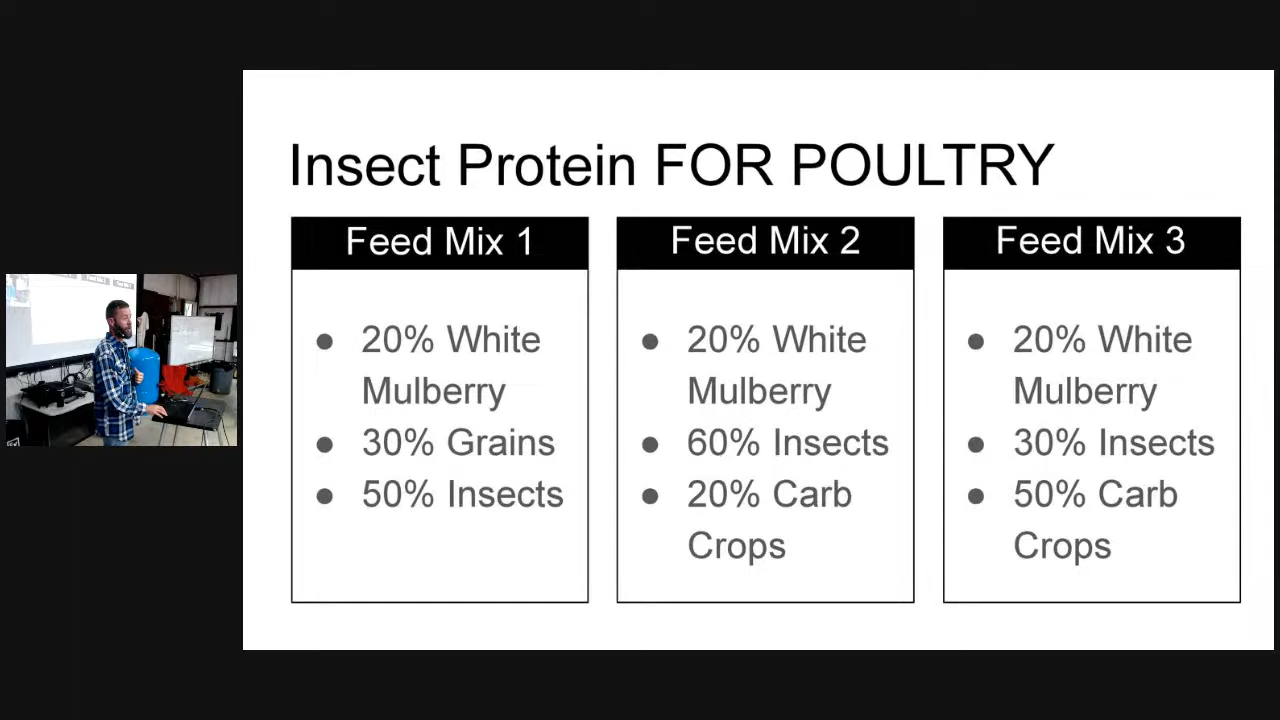 Insect Protein FOR POULTRY
Feed Mix 1
● 20% White
Mulberry
● 30% Grains
● 50% Insects
Feed Mix 2
● 20% White
Mulberry
● 60% Insects
● 20% Carb
Crops
Feed Mix 3
● 20% White
Mulberry
● 30% Insects
● 50% Carb
Crops